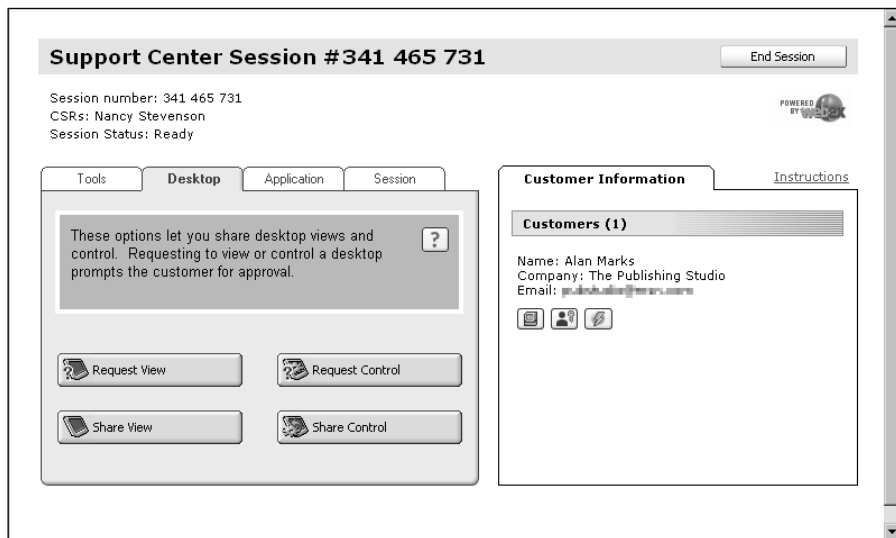 Support Center Session #341 465 731
End Session
Session number: 341 465 731
CSRs: Nancy Stevenson
Session Status: Ready
POWERED
BY webex
Tools
Desktop
Application
Session
These options let you share desktop views and
control. Requesting to view or control a desktop
prompts the customer for approval.
?
Request View
Request Control
Share View
Share Control
Customer Information
Instructions
Customers (1)
Name: Alan Marks
Company: The Publishing Studio
Email: